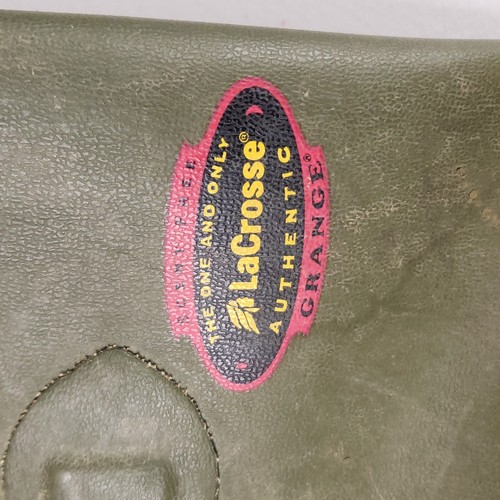 THE ONE AND ONLY
LaCrosse®
AUTHENTIC
GRANGE®